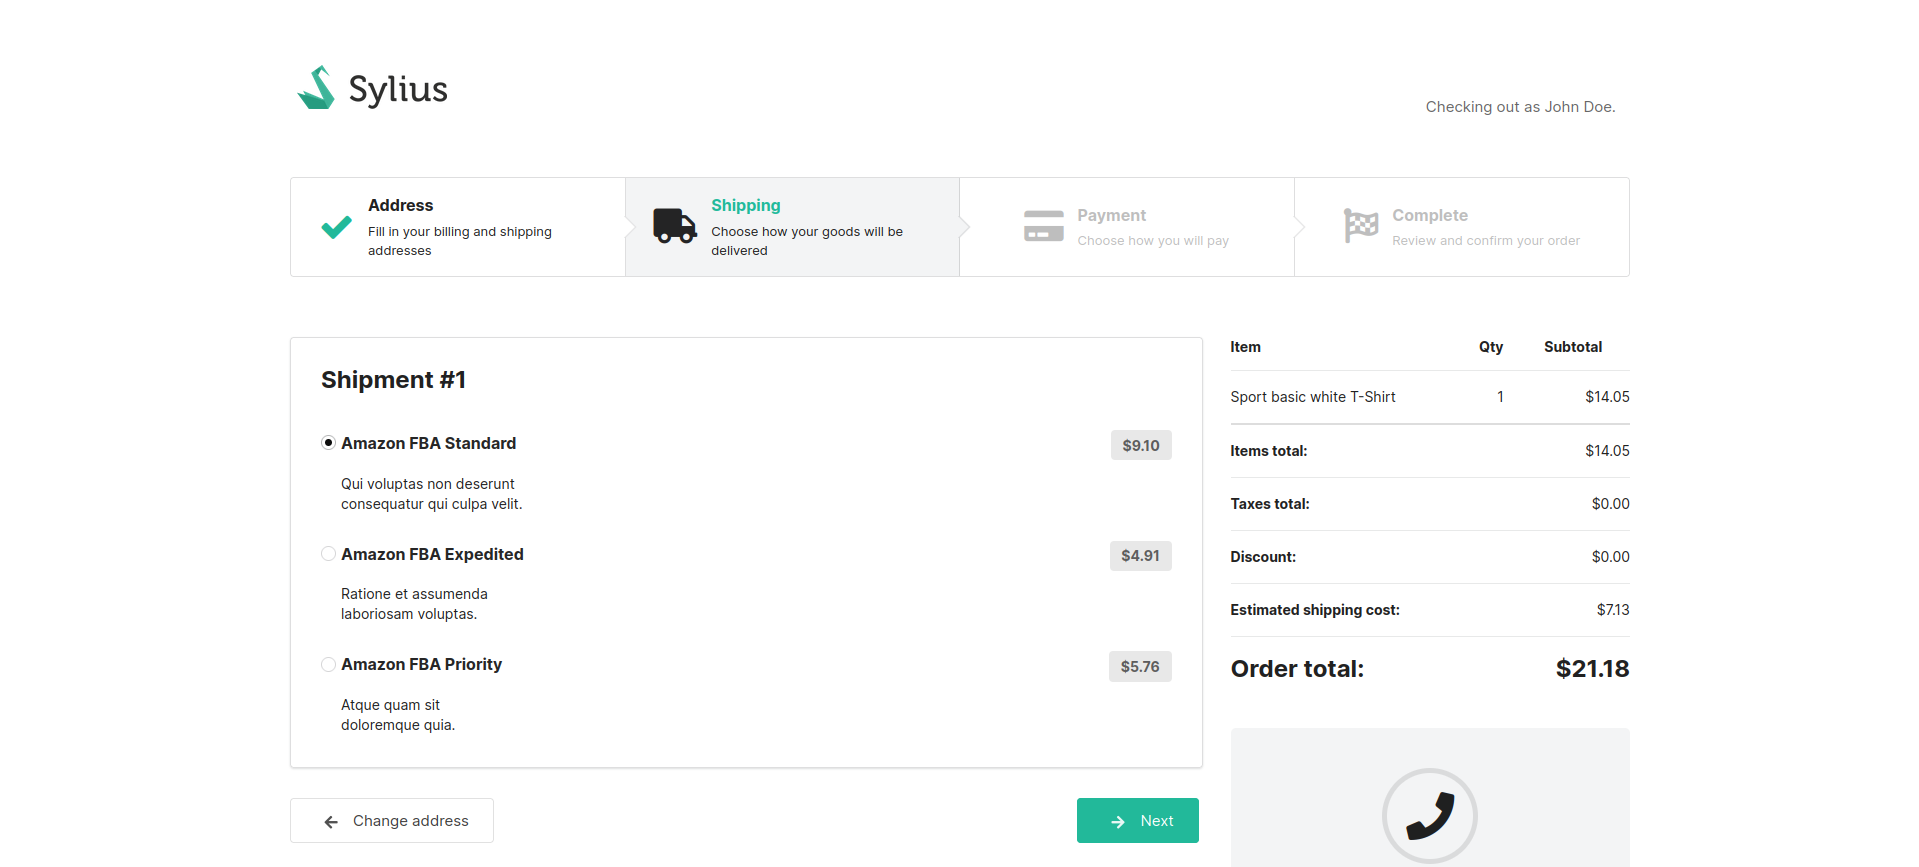 Sylius
Checking out as John Doe.
Address
Fill in your billing and shipping
addresses
Shipping
Choose how your goods will be
delivered
Payment
Choose how you will pay
Complete
Review and confirm your order
Shipment #1
Amazon FBA Standard
$9.10
Qui voluptas non deserunt
consequatur qui culpa velit.
Amazon FBA Expedited
$4.91
Ratione et assumenda
laboriosam voluptas.
Amazon FBA Priority
$5.76
Atque quam sit
doloremque quia.
Change address
Next
Item Qty Subtotal
Sport basic white T-Shirt 1 $14.05
Items total: $14.05
Taxes total: $0.00
Discount: $0.00
Estimated shipping cost: $7.13
Order total: $21.18